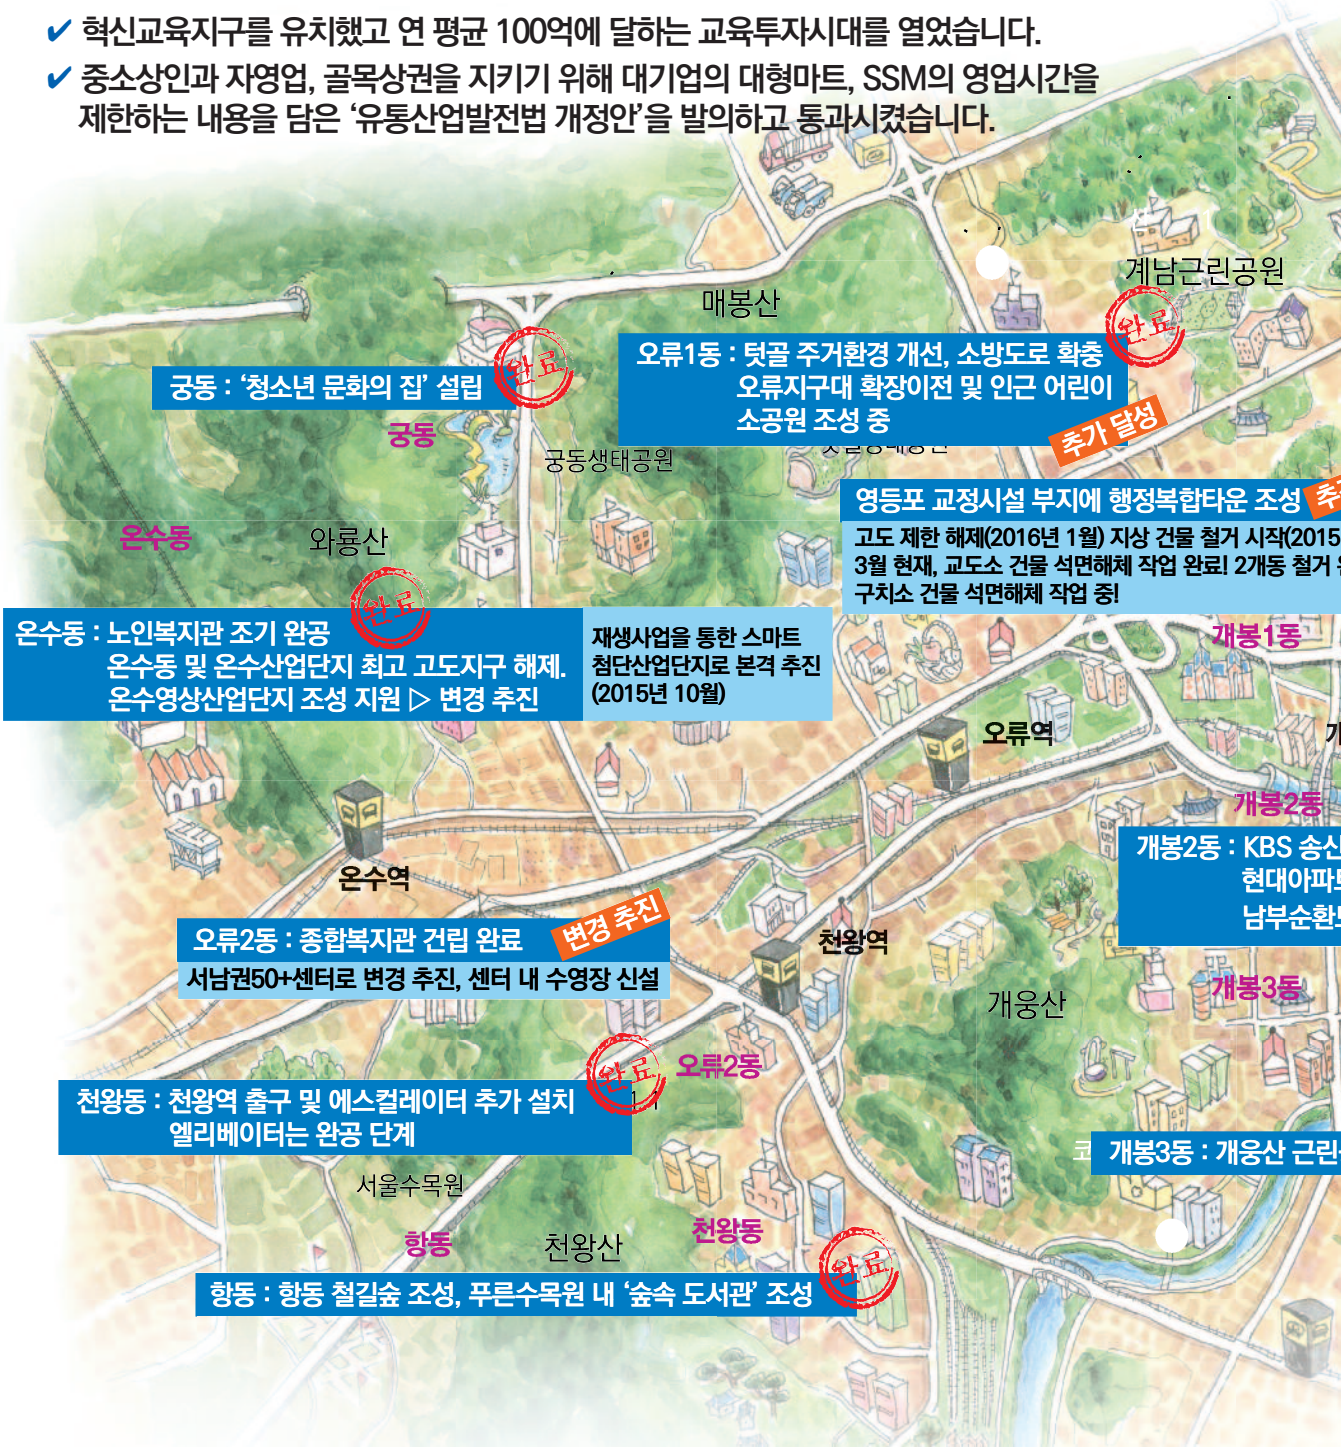 ✔ 혁신교육지구를 유치했고 연 평균 100억에 달하는 교육투자시대를 열었습니다.
✔ 중소상인과 자영업, 골목상권을 지키기 위해 대기업의 대형마트, SSM의 영업시간을
제한하는 내용을 담은 ‘유통산업발전법 개정안’을 발의하고 통과시켰습니다.
계남근린공원
매봉산
완료
오류1동 : 텃골 주거환경 개선, 소방도로 확충
오류지구대 확장이전 및 인근 어린이
소공원 조성 중
추가 달성
완료
궁동 : ‘청소년 문화의 집’ 설립
궁동
궁동생태공원
영등포 교정시설 부지에 행정복합타운 조성
고도 제한 해제(2016년 1월) 지상 건물 철거 시작(2015
3월 현재, 교도소 건물 석면해체 작업 완료! 2개동 철거
구치소 건물 석면해체 작업 중!
온수동
와룡산
완료
온수동 : 노인복지관 조기 완공
온수동 및 온수산업단지 최고 고도지구 해제.
온수영상산업단지 조성 지원 ▷ 변경 추진
재생사업을 통한 스마트
첨단산업단지로 본격 추진
(2015년 10월)
개봉1동
오류역
개봉2동
개봉2동 : KBS 송신
현대아파트
남부순환도
온수역
오류2동 : 종합복지관 건립 완료
변경 추진
서남권50+센터로 변경 추진, 센터 내 수영장 신설
천왕역
개봉3동
개웅산
오류2동
완료
1 1
천왕동 : 천왕역 출구 및 에스컬레이터 추가 설치
엘리베이터는 완공 단계
코
개봉3동 : 개웅산 근린
서울수목원
항동
천왕산
천왕동
완료
항동 : 항동 철길숲 조성, 푸른수목원 내 ‘숲속 도서관’ 조성